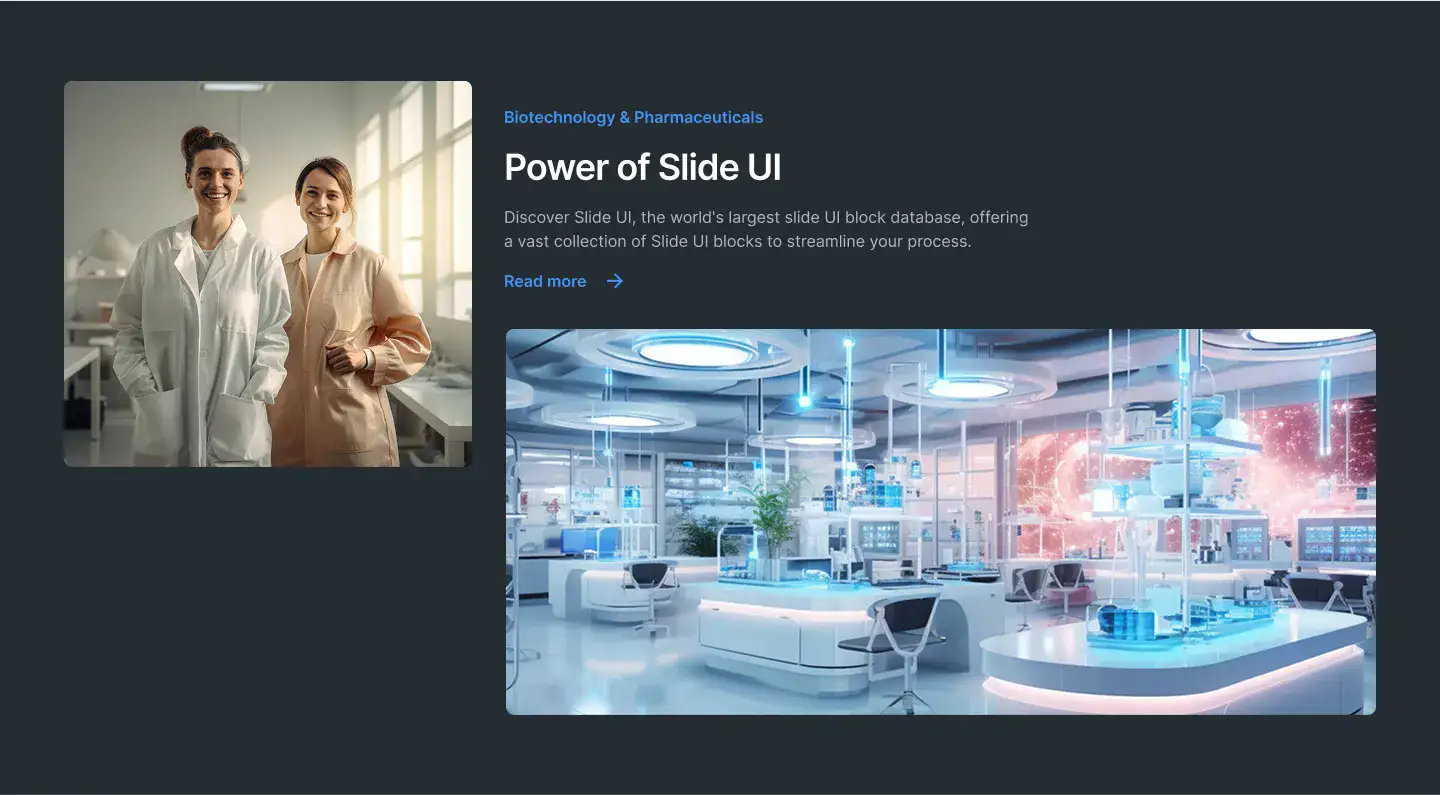 Biotechnology & Pharmaceuticals
Power of Slide UI
Discover Slide UI, the world's largest slide UI block database, offering
a vast collection of Slide UI blocks to streamline your process.
Read more